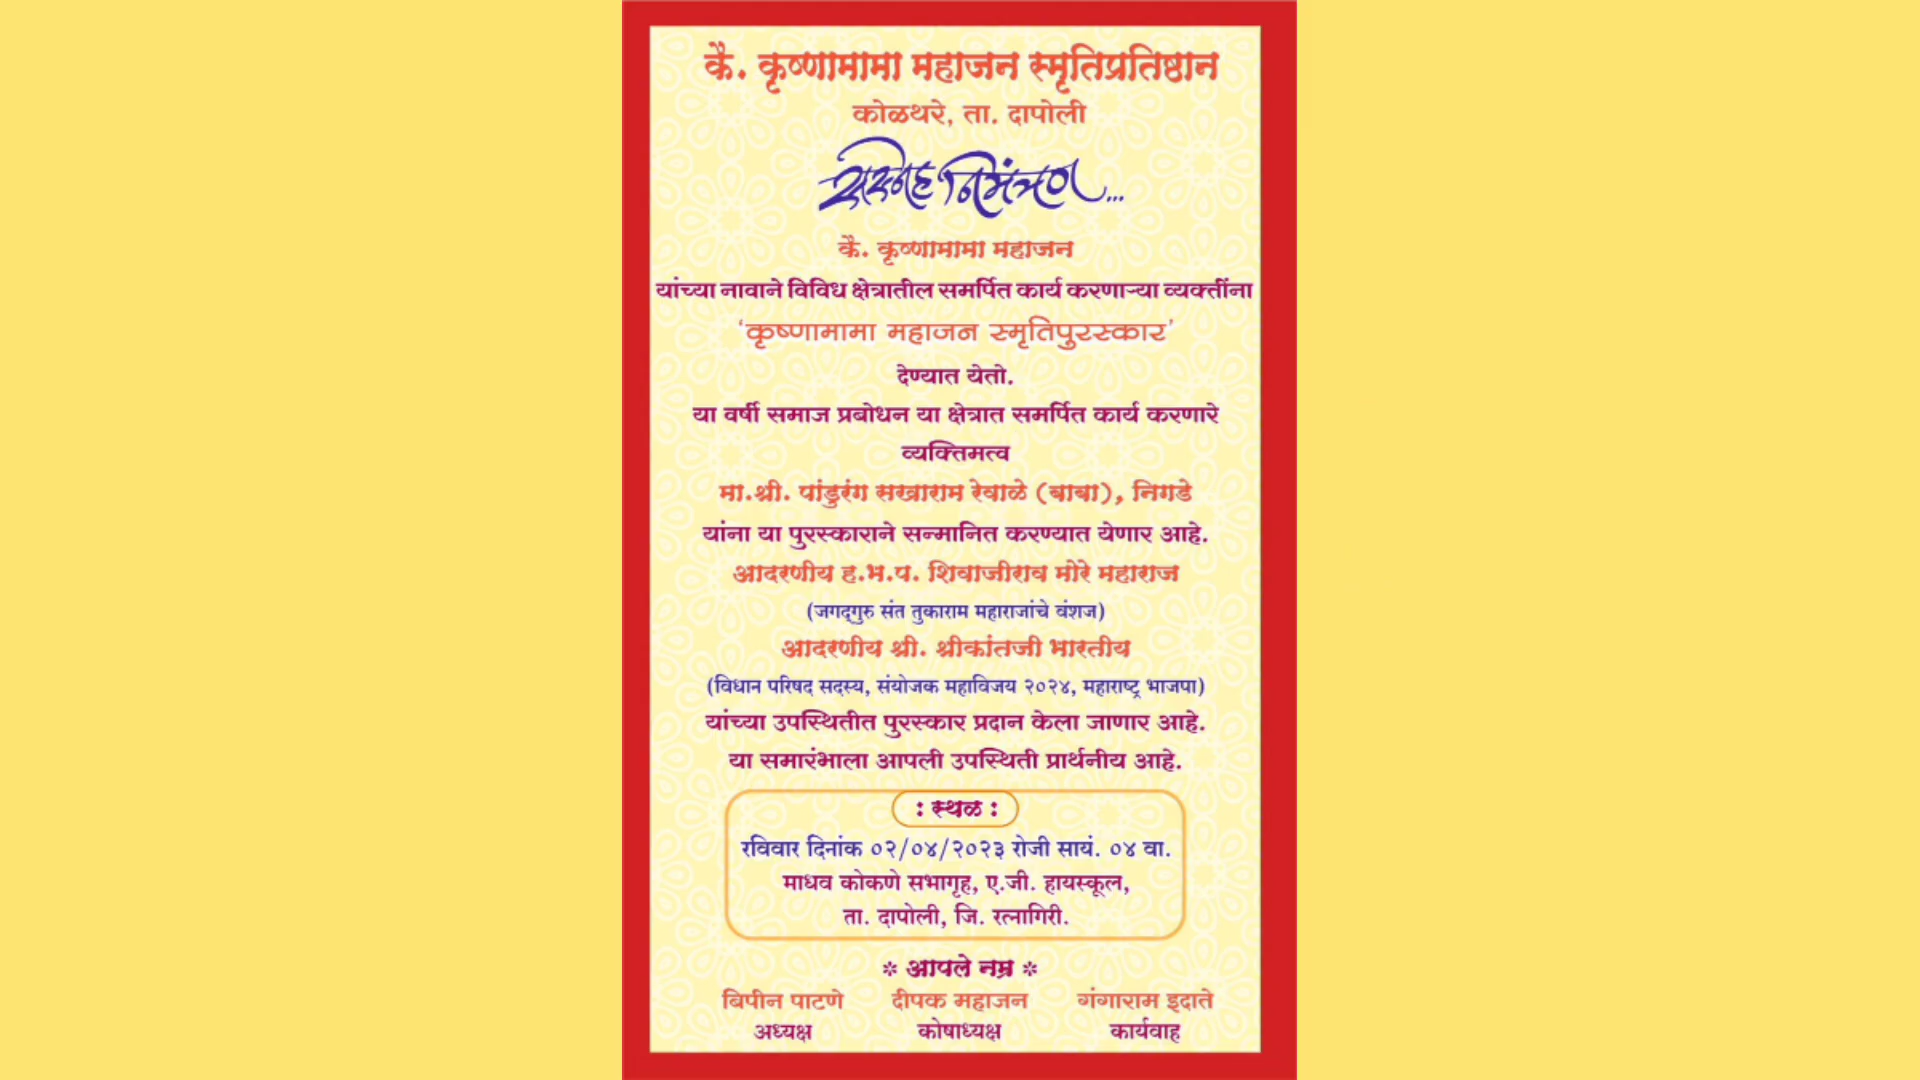 कै. कृष्णामामा महाजन स्मृतिप्रतिष्ठान
कोळथरे, ता. दापोली
सस्नेह निमंत्रण...
कै. कृष्णामामा महाजन
यांच्या नावाने विविध क्षेत्रातील समर्पित कार्य करणाऱ्या व्यक्तींना
‘कृष्णामामा महाजन स्मृतिपुरस्कार’
देण्यात येतो.
या वर्षी समाज प्रबोधन या क्षेत्रात समर्पित कार्य करणारे
व्यक्तिमत्व
मा.श्री. पांडुरंग सखाराम रेवाळे (बाबा), निगडे
यांना या पुरस्काराने सन्मानित करण्यात येणार आहे.
आदरणीय ह.भ.प. शिवाजीराव मोरे महाराज
(जगद्‌गुरु संत तुकाराम महाराजांचे वंशज)
आदरणीय श्री. श्रीकांतजी भारतीय
(विधान परिषद सदस्य, संयोजक महाविजय २०२४, महाराष्ट्र भाजपा)
यांच्या उपस्थितीत पुरस्कार प्रदान केला जाणार आहे.
या समारंभाला आपली उपस्थिती प्रार्थनीय आहे.
: स्थळ :
रविवार दिनांक ०२/०४/२०२३ रोजी सायं. ०४ वा.
माधव कोकणे सभागृह, ए.जी. हायस्कूल,
ता. दापोली, जि. रत्नागिरी.
❈ आपले नम्र ❈
बिपीन पाटणे दीपक महाजन गंगाराम इदाते
अध्यक्ष कोषाध्यक्ष कार्यवाह